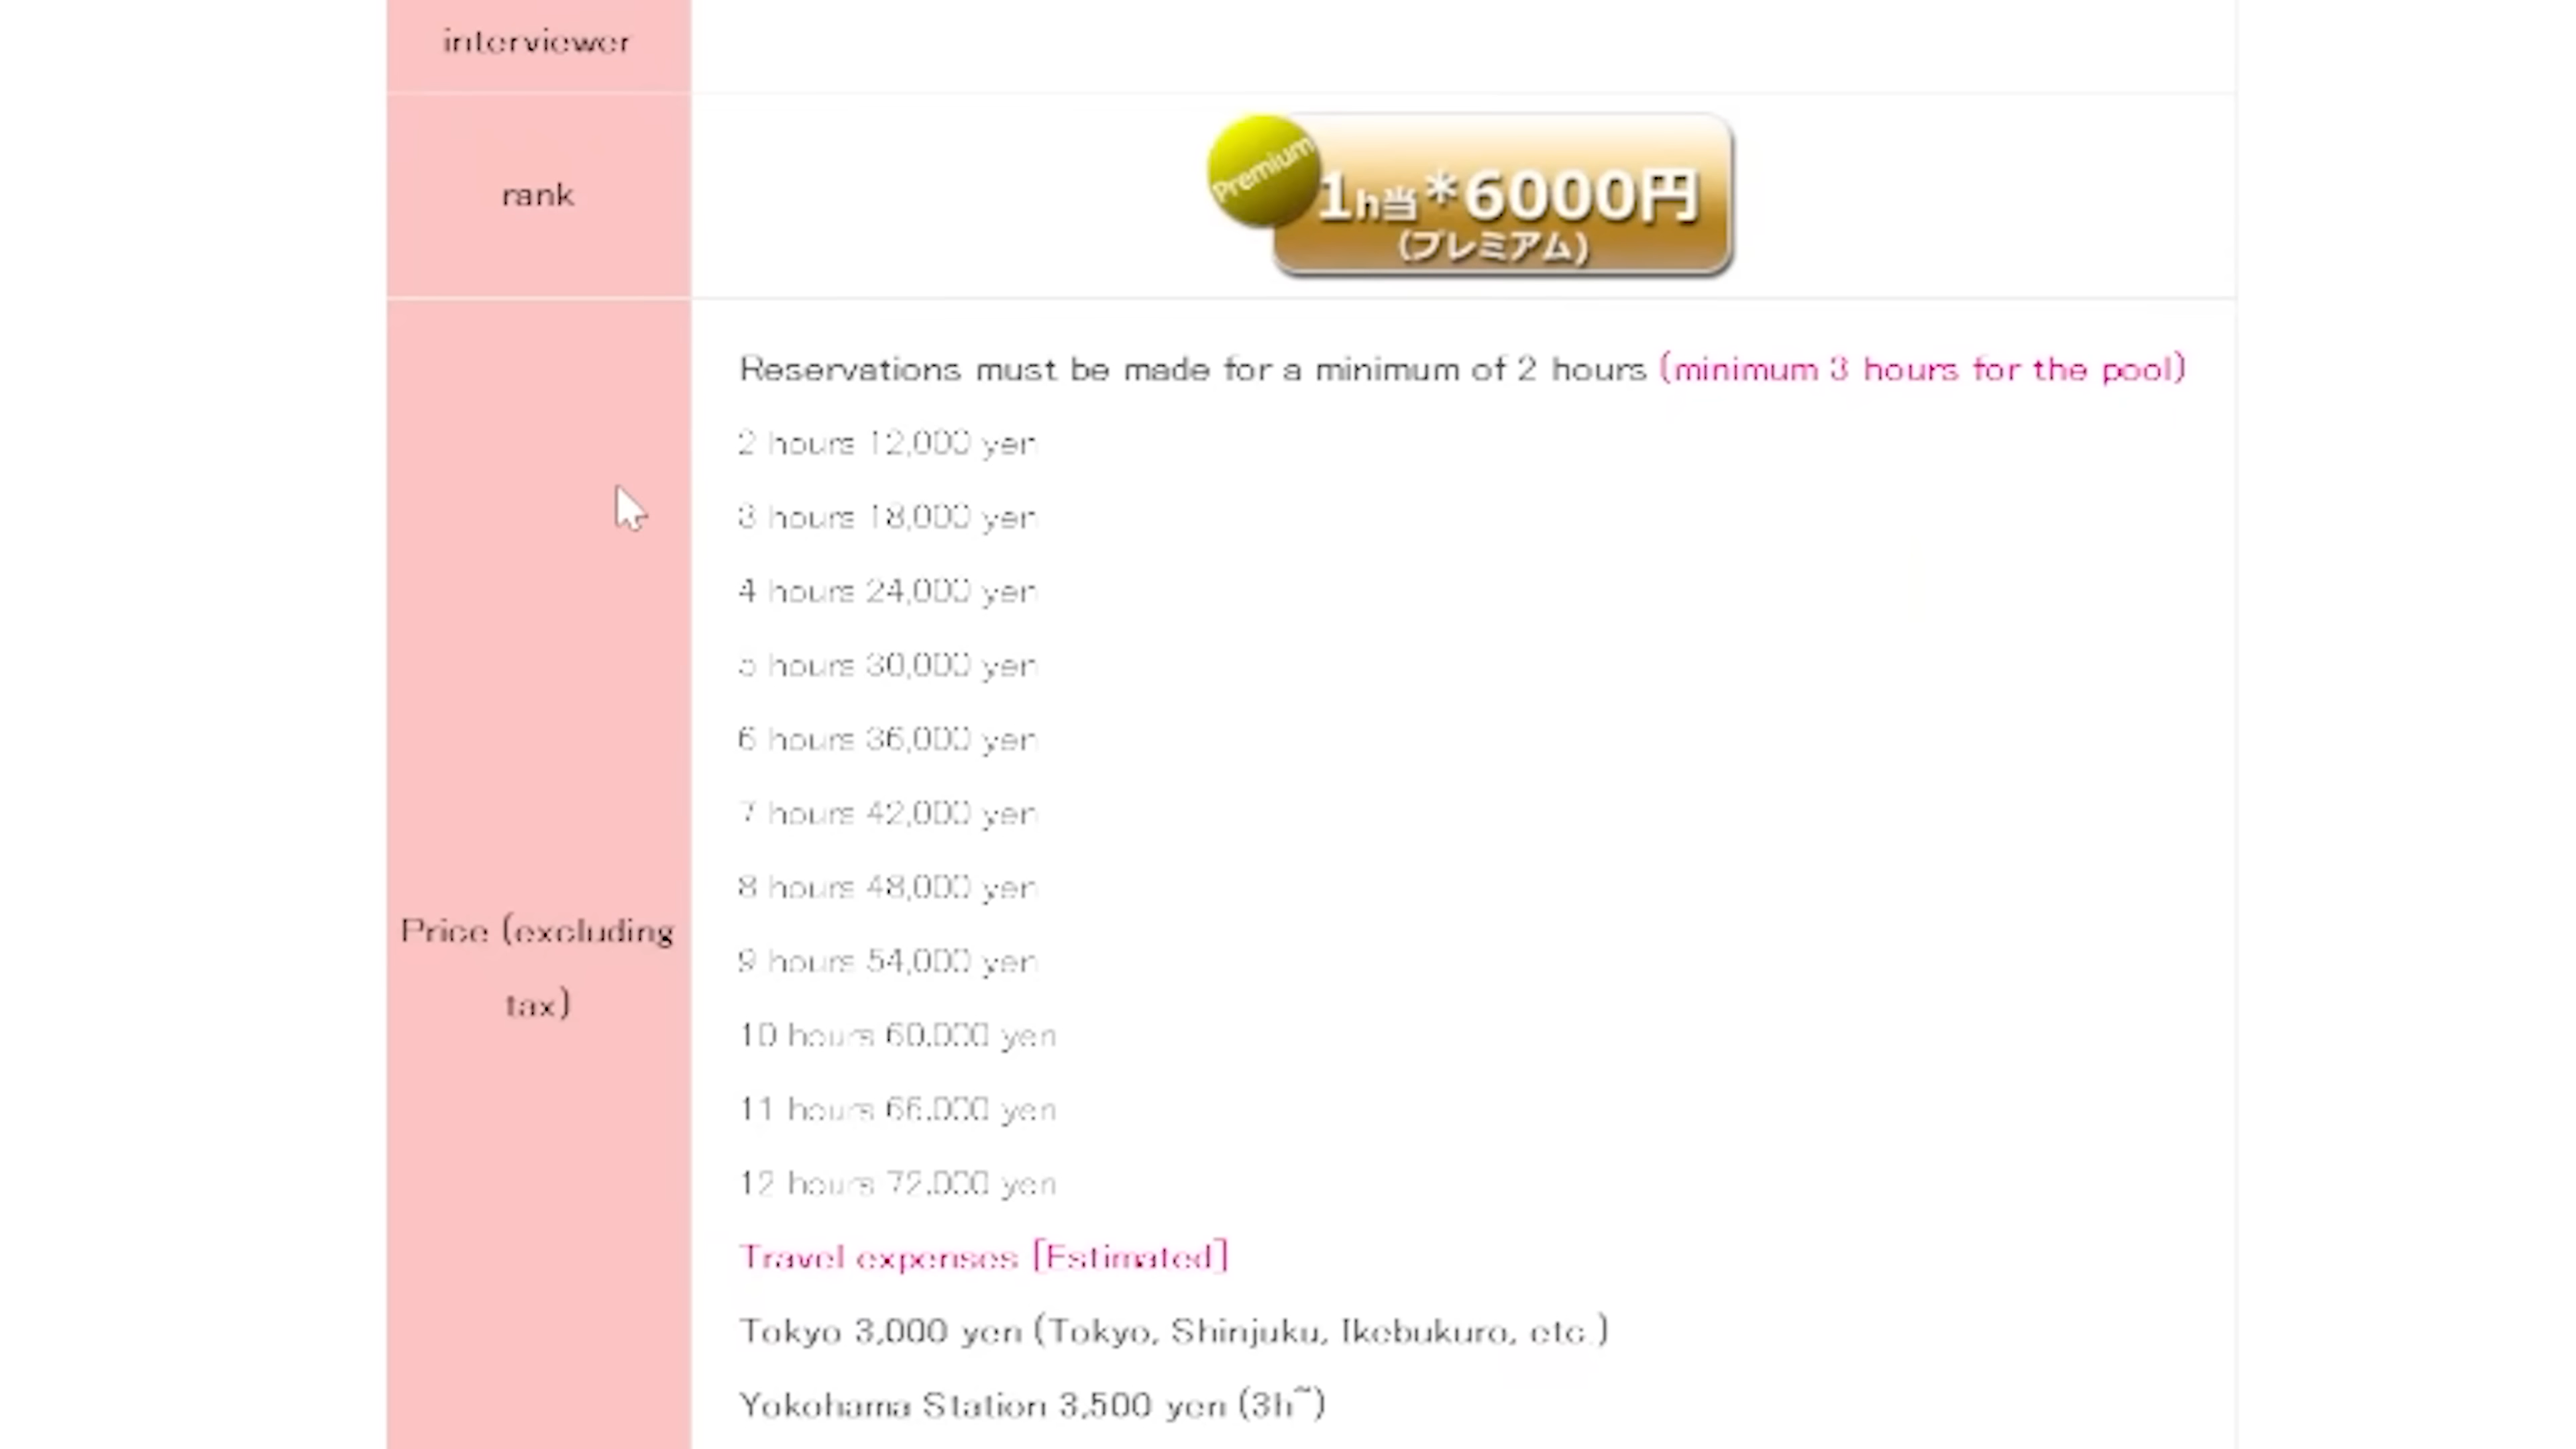 interviewer
rank
Premium
1h当*6000円
(プレミアム)
Price (excluding
tax)
Reservations must be made for a minimum of 2 hours (minimum 3 hours for the pool)
2 hours 12,000 yen
3 hours 18,000 yen
4 hours 24,000 yen
5 hours 30,000 yen
6 hours 36,000 yen
7 hours 42,000 yen
8 hours 48,000 yen
9 hours 54,000 yen
10 hours 60,000 yen
11 hours 66,000 yen
12 hours 72,000 yen
Travel expenses [Estimated]
Tokyo 3,000 yen (Tokyo, Shinjuku, Ikebukuro, etc.)
Yokohama Station 3,500 yen (3h~)